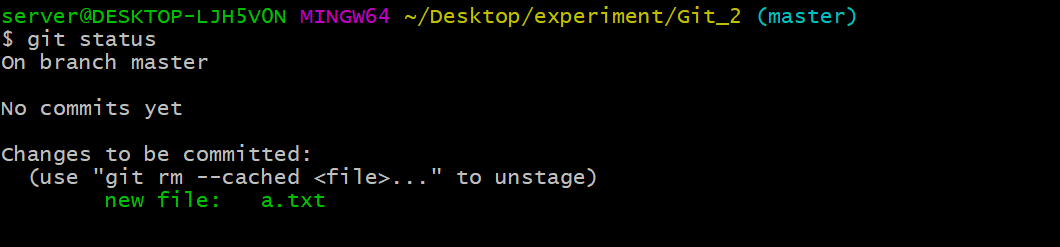 server@DESKTOP-LJH5V0N MINGW64 ~/Desktop/experiment/Git_2 (master)
$ git status
On branch master
No commits yet
Changes to be committed:
  (use "git rm --cached <file>..." to unstage)
        new file:   a.txt